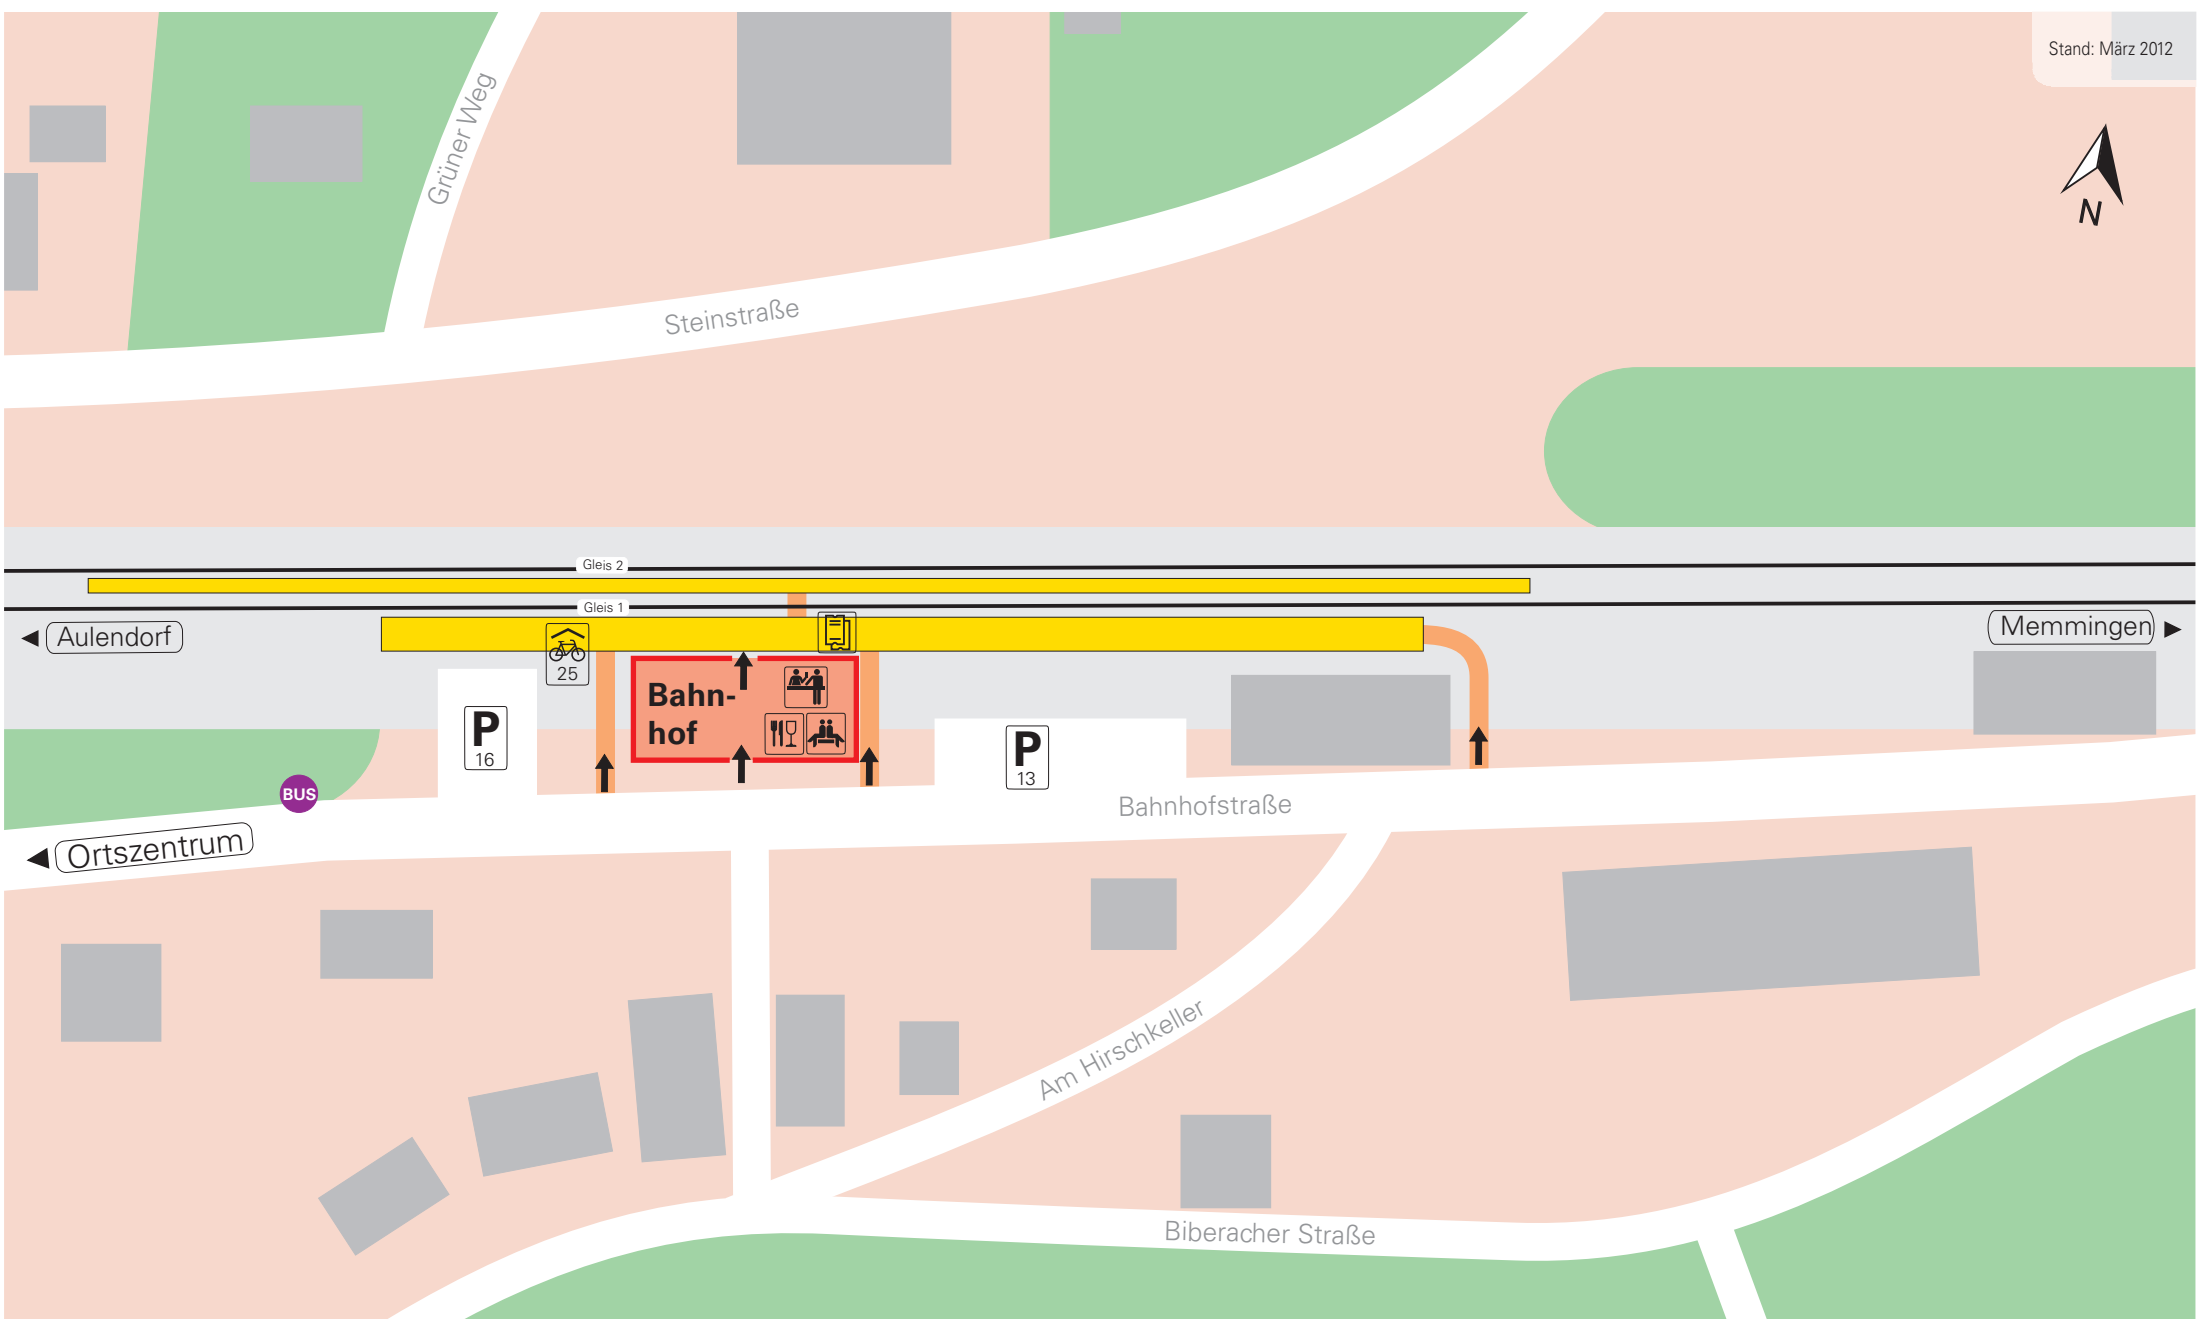 Stand: März 2012
Grüner Weg
N
Steinstraße
Gleis 2
Gleis 1
Aulendorf
Memmingen
25
Bahn-
hof
P
16
P
13
BUS
Bahnhofstraße
Ortszentrum
Am Hirschkeller
Biberacher Straße